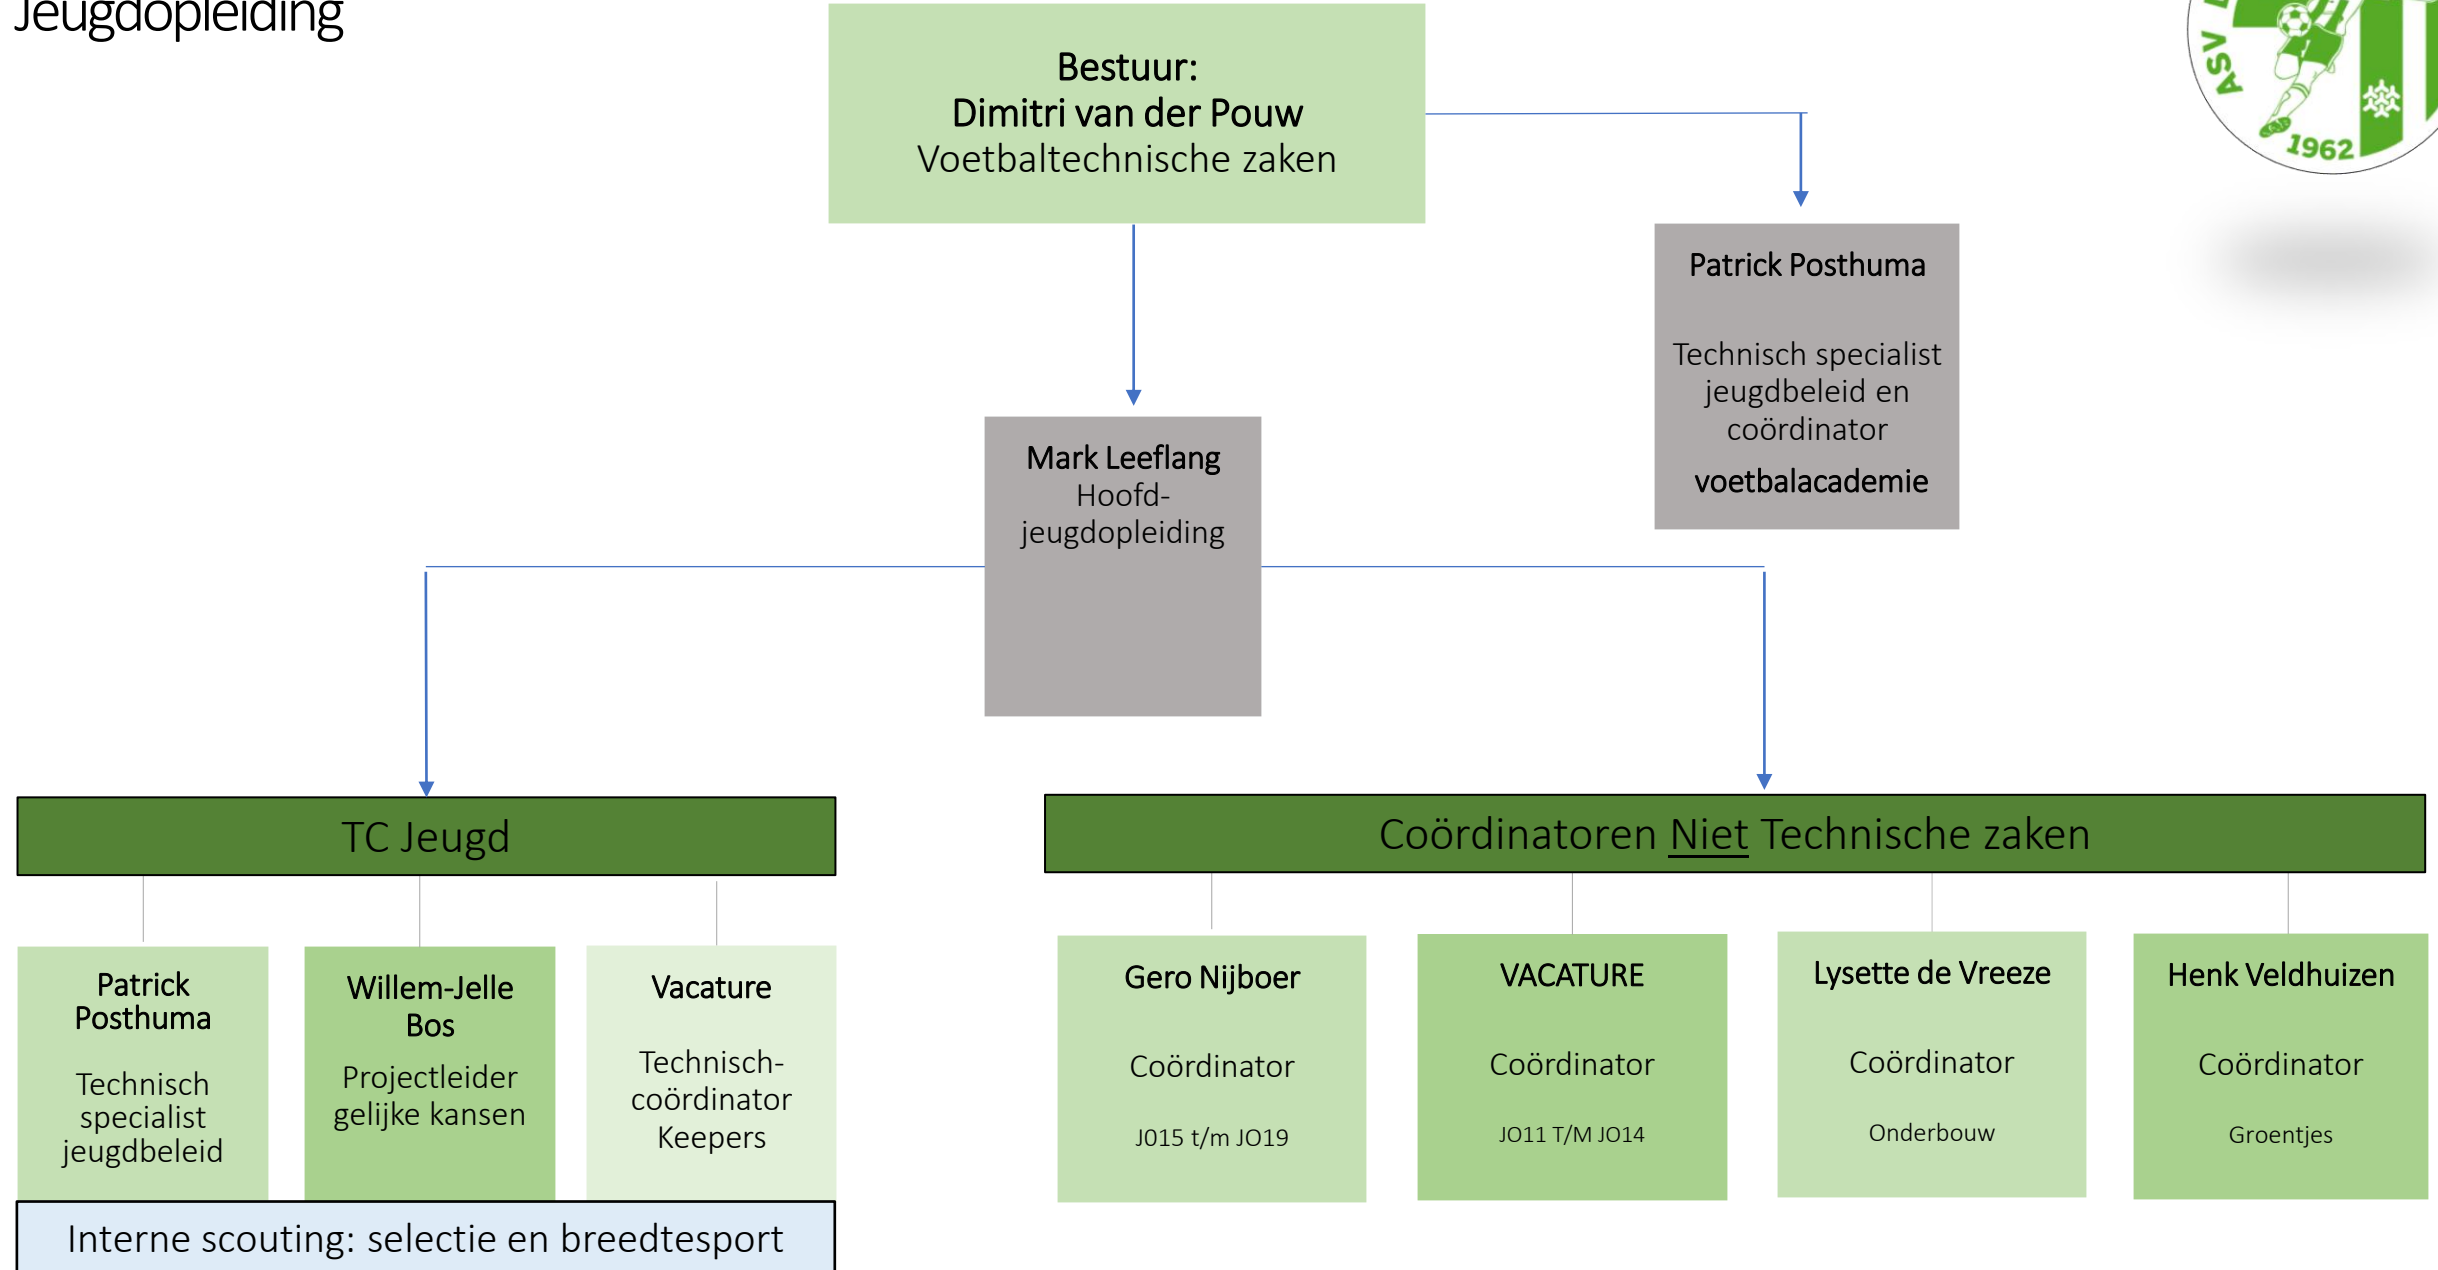 Jeugdopleiding
Bestuur:
Dimitri van der Pouw
Voetbaltechnische zaken
ASV
1962
Patrick Posthuma
Technisch specialist
jeugdbeleid en
coördinator
voetbalacademie
Mark Leeflang
Hoofd-
jeugdopleiding
TC Jeugd
Patrick
Posthuma
Technisch
specialist
jeugdbeleid
Willem-Jelle
Bos
Projectleider
gelijke kansen
Vacature
Technisch-
coördinator
Keepers
Interne scouting: selectie en breedtesport
Coördinatoren Niet Technische zaken
Gero Nijboer
Coördinator
J015 t/m JO19
VACATURE
Coördinator
JO11 T/M JO14
Lysette de Vreeze
Coördinator
Onderbouw
Henk Veldhuizen
Coördinator
Groentjes